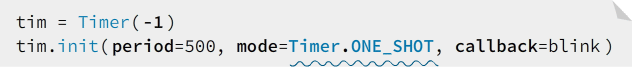 tim = Timer(-1)
tim.init(period=500, mode=Timer.ONE_SHOT, callback=blink)